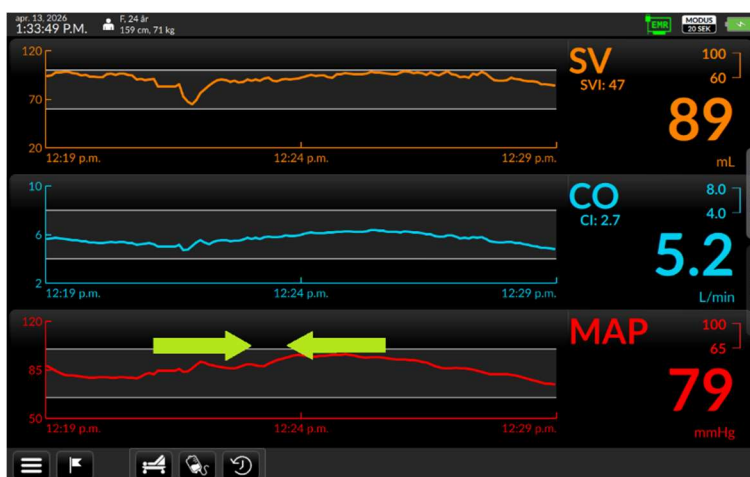 apr. 13, 2026
1:33:49 P.M.
F, 24 år
159 cm, 71 kg
EMR
MODUS
20 SEK
120
70
20
12:19 p.m.
12:24 p.m.
12:29 p.m.
SV
SVI: 47
100
60
89
mL
10
6
2
12:19 p.m.
12:24 p.m.
12:29 p.m.
CO
CI: 2.7
8.0
4.0
5.2
L/min
120
85
50
12:19 p.m.
12:24 p.m.
12:29 p.m.
MAP
100
65
79
mmHg